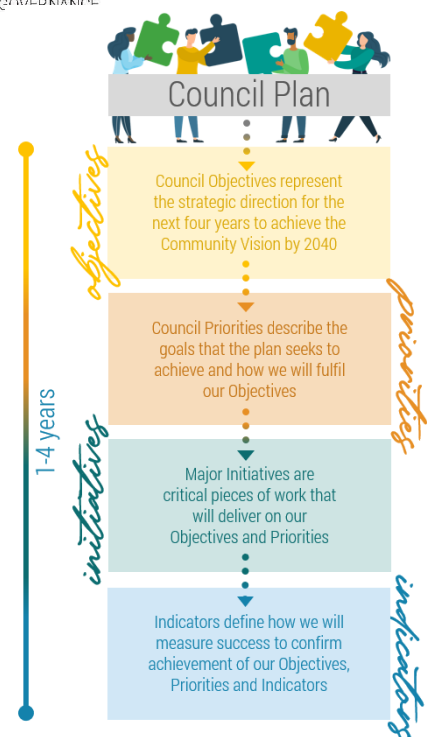 GOVERNANCE
Council Plan
objectives
Council Objectives represent
the strategic direction for the
next four years to achieve the
Community Vision by 2040
priorities
Council Priorities describe the
goals that the plan seeks to
achieve and how we will fulfil
our Objectives
1-4 years
initiatives
Major Initiatives are
critical pieces of work that
will deliver on our
Objectives and Priorities
indicators
Indicators define how we will
measure success to confirm
achievement of our Objectives,
Priorities and Indicators